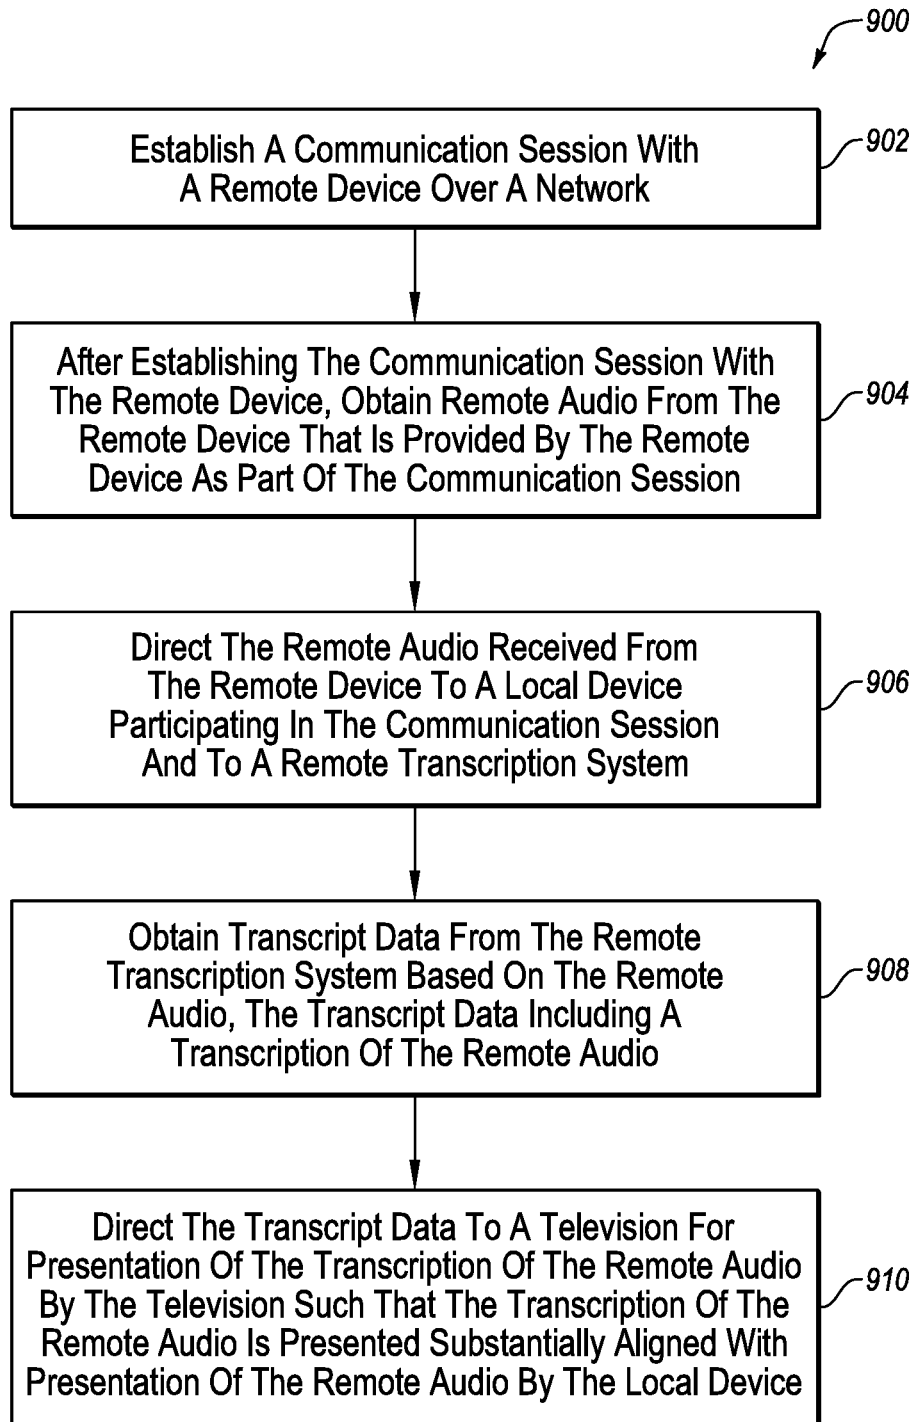 900
Establish A Communication Session With
A Remote Device Over A Network
902
After Establishing The Communication Session With
The Remote Device, Obtain Remote Audio From The
Remote Device That Is Provided By The Remote
Device As Part Of The Communication Session
904
Direct The Remote Audio Received From
The Remote Device To A Local Device
Participating In The Communication Session
And To A Remote Transcription System
906
Obtain Transcript Data From The Remote
Transcription System Based On The Remote
Audio, The Transcript Data Including A
Transcription Of The Remote Audio
908
Direct The Transcript Data To A Television For
Presentation Of The Transcription Of The Remote Audio
By The Television Such That The Transcription Of The
Remote Audio Is Presented Substantially Aligned With
Presentation Of The Remote Audio By The Local Device
910